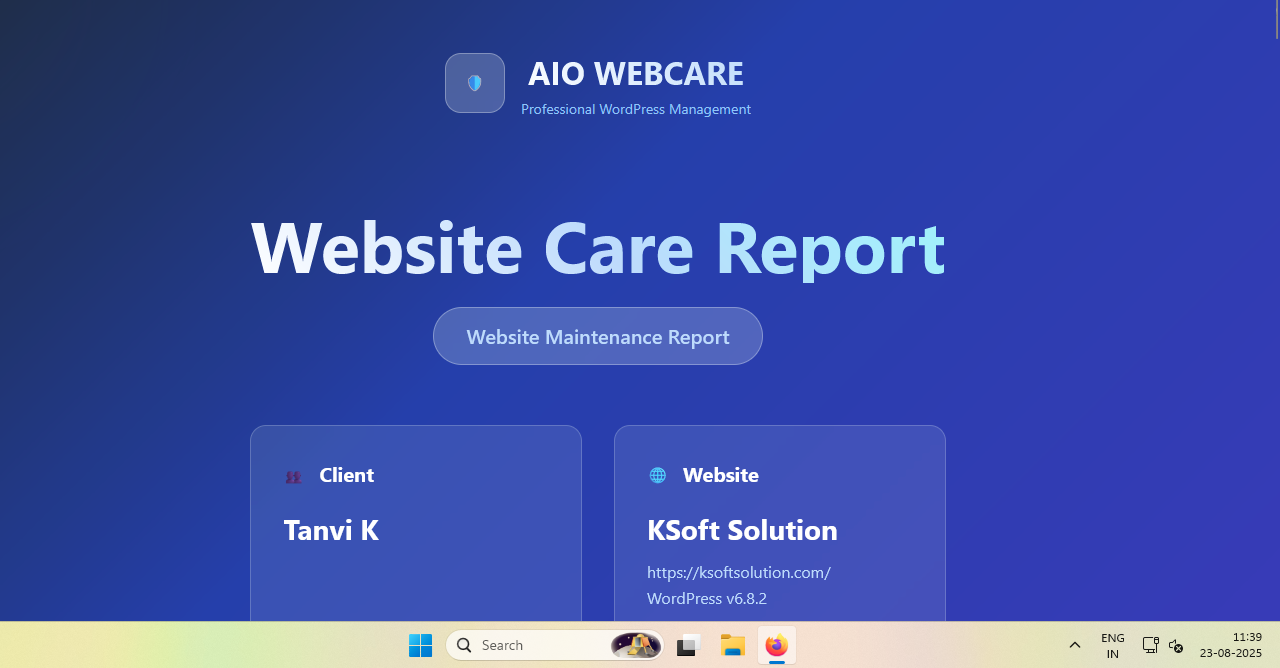 AIO WEBCARE
Professional WordPress Management
Website Care Report
Website Maintenance Report
Client
Tanvi K
Website
KSoft Solution
https://ksoftsolution.com/
WordPress v6.8.2
Search
ENG
IN
11:39
23-08-2025